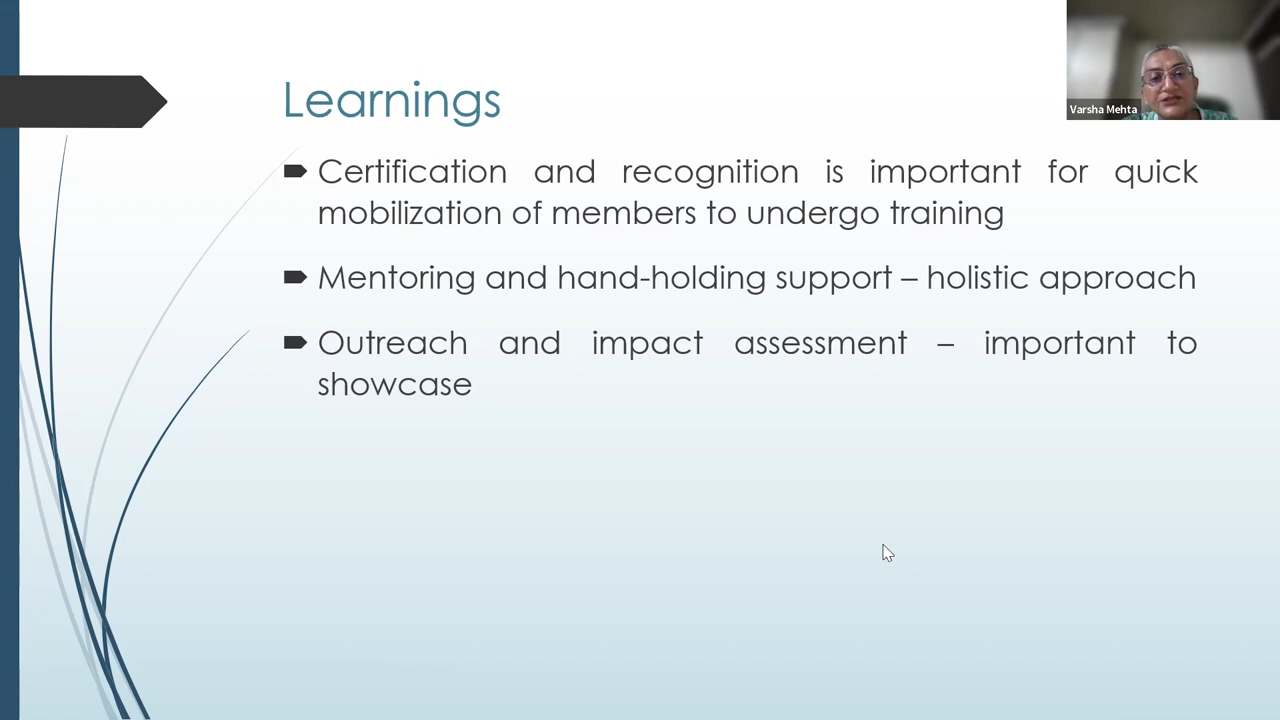 Learnings
Varsha Mehta
Certification and recognition is important for quick
mobilization of members to undergo training
Mentoring and hand-holding support – holistic approach
Outreach and impact assessment – important to
showcase